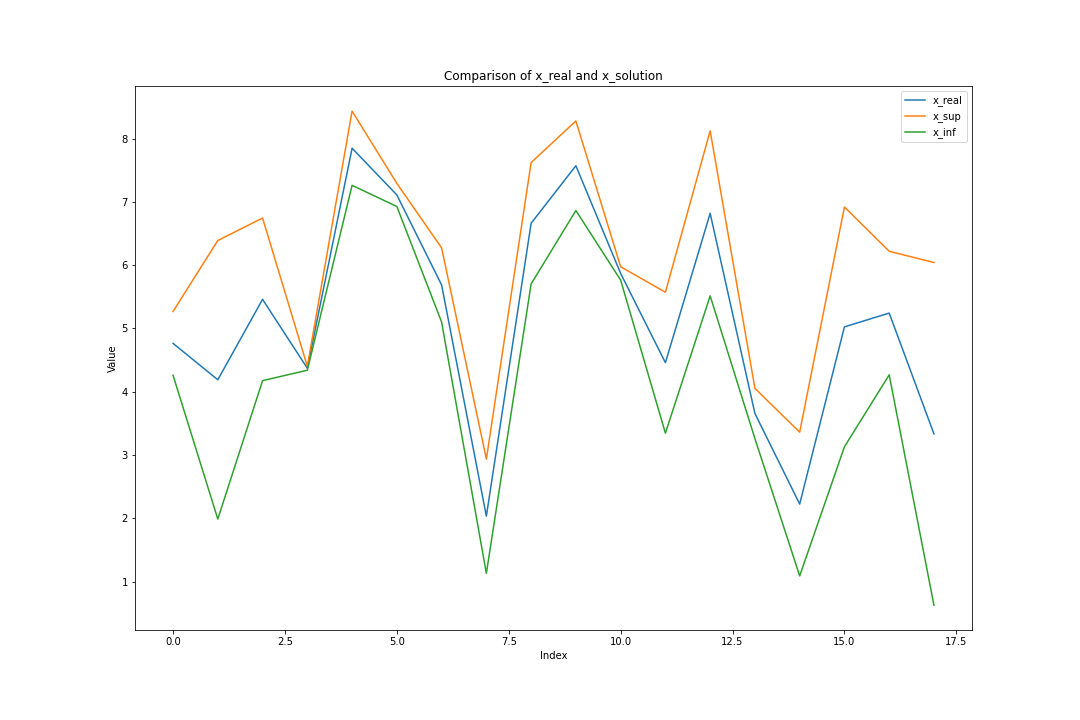 Comparison of x_real and x_solution
x_real
x_sup
x_inf
Value
8
7
6
5
4
3
2
1
0.0 2.5 5.0 7.5 10.0 12.5 15.0 17.5
Index